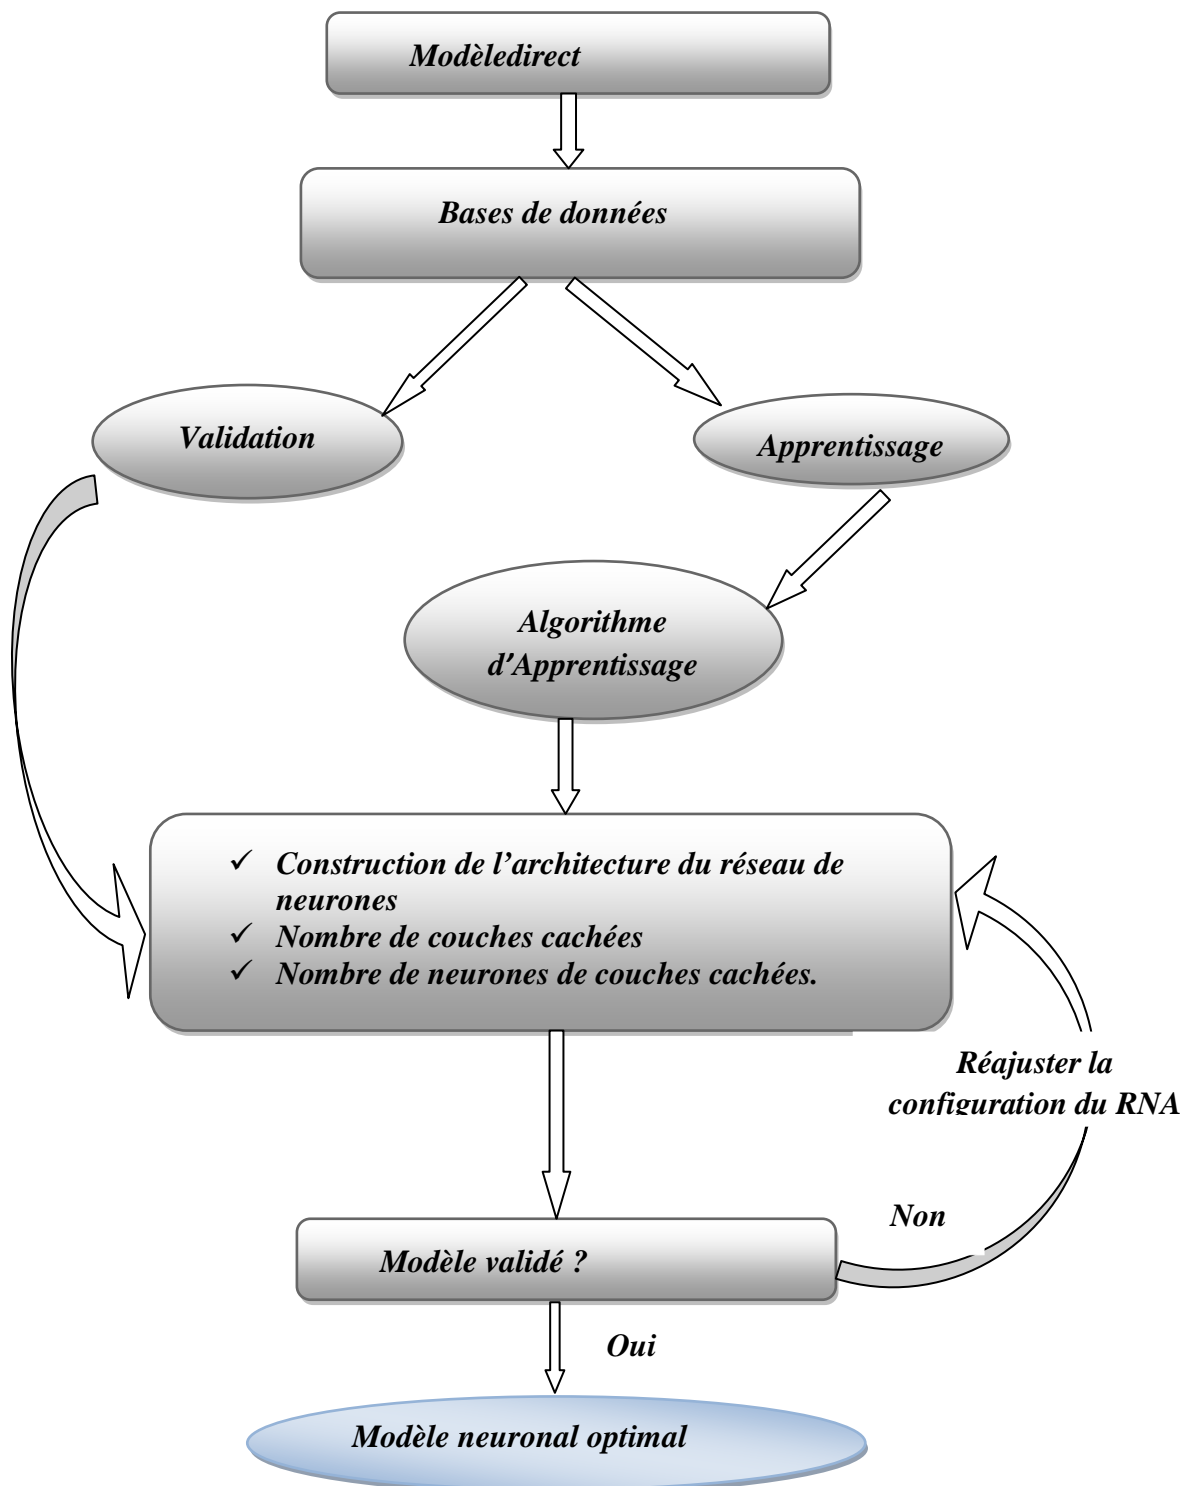 Modèledirect
Bases de données
Validation
Apprentissage
Algorithme
d'Apprentissage
✓ Construction de l'architecture du réseau de
neurones
✓ Nombre de couches cachées
✓ Nombre de neurones de couches cachées.
Réajuster la
configuration du RNA
Non
Modèle validé ?
Oui
Modèle neuronal optimal